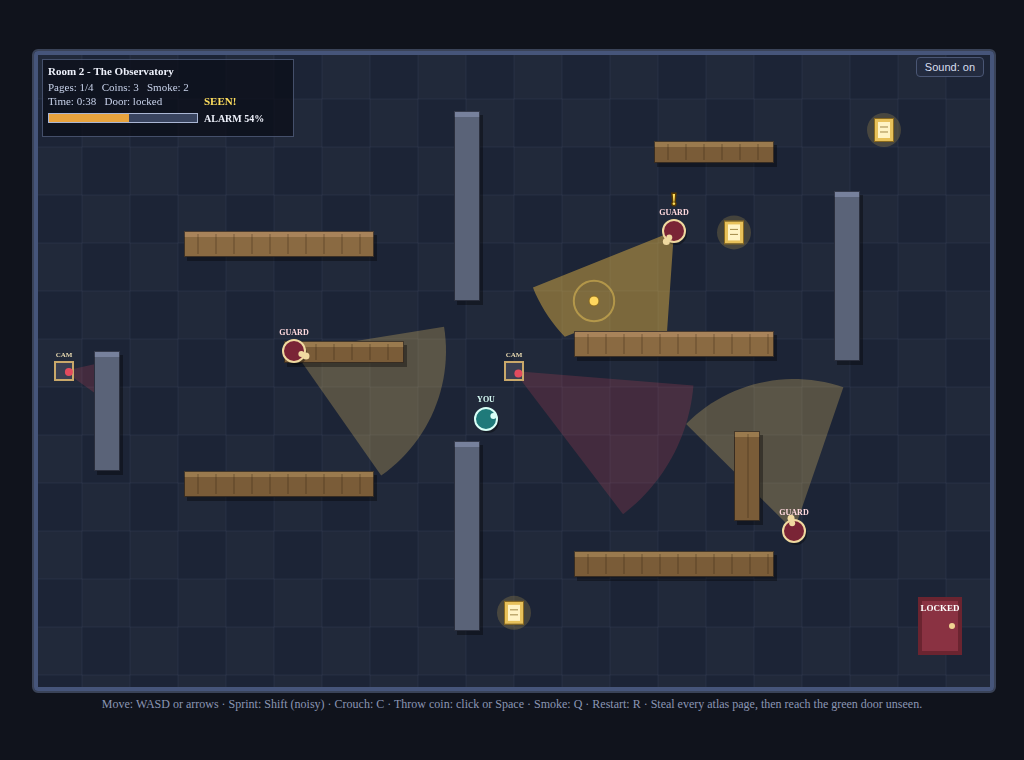 Room 2 - The Observatory
Pages: 1/4 Coins: 3 Smoke: 2
Time: 0:38 Door: locked SEEN!
ALARM 54%
Sound: on
!
GUARD
GUARD
CAM
CAM
YOU
GUARD
LOCKED
Move: WASD or arrows · Sprint: Shift (noisy) · Crouch: C · Throw coin: click or Space · Smoke: Q · Restart: R · Steal every atlas page, then reach the green door unseen.